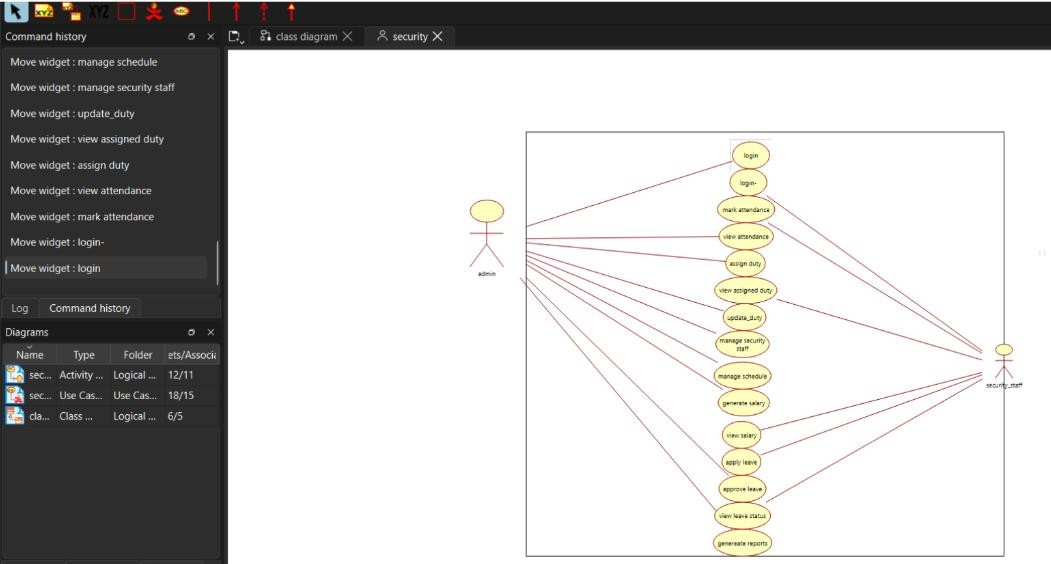 XYZ
XYZ
ABC
Command history
class diagram
security
Move widget : manage schedule
Move widget : manage security staff
Move widget : update_duty
Move widget : view assigned duty
Move widget : assign duty
Move widget : view attendance
Move widget : mark attendance
Move widget : login-
Move widget : login
Log
Command history
Diagrams
Name Type Folder ets/Associa
sec... Activity ... Logical ... 12/11
sec... Use Cas... Logical ... 18/15
cla... Class ... Logical ... 6/5
admin
login
login-
mark attendance
view attendance
assign duty
view assigned duty
update_duty
manage security
staff
manage schedule
generate salary
view salary
apply leave
approve leave
view leave status
genereate reports
security_staff